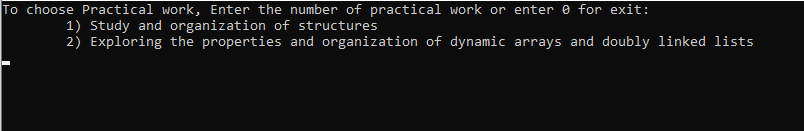 To choose Practical work, Enter the number of practical work or enter 0 for exit:
1) Study and organization of structures
2) Exploring the properties and organization of dynamic arrays and doubly linked lists